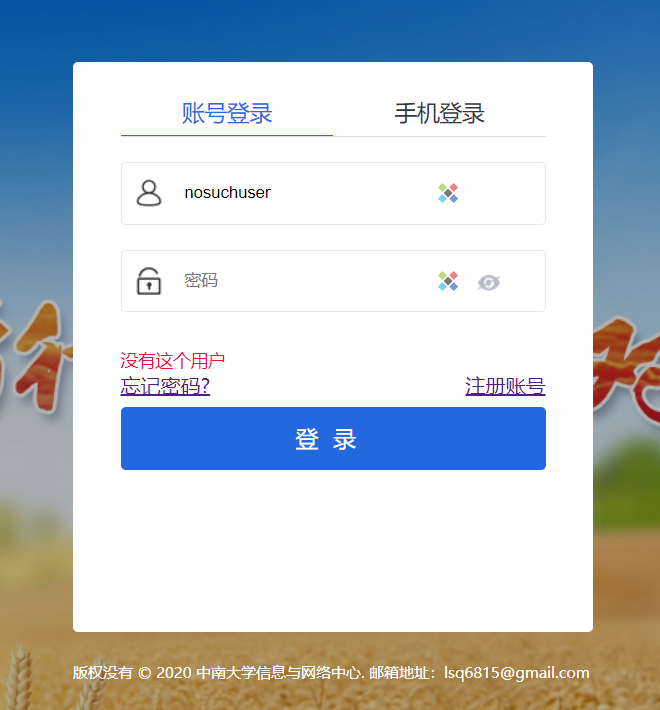 账号登录 手机登录
nosuchuser
密码
没有这个用户
忘记密码? 注册账号
登 录
版权没有 © 2020 中南大学信息与网络中心. 邮箱地址：lsq6815@gmail.com